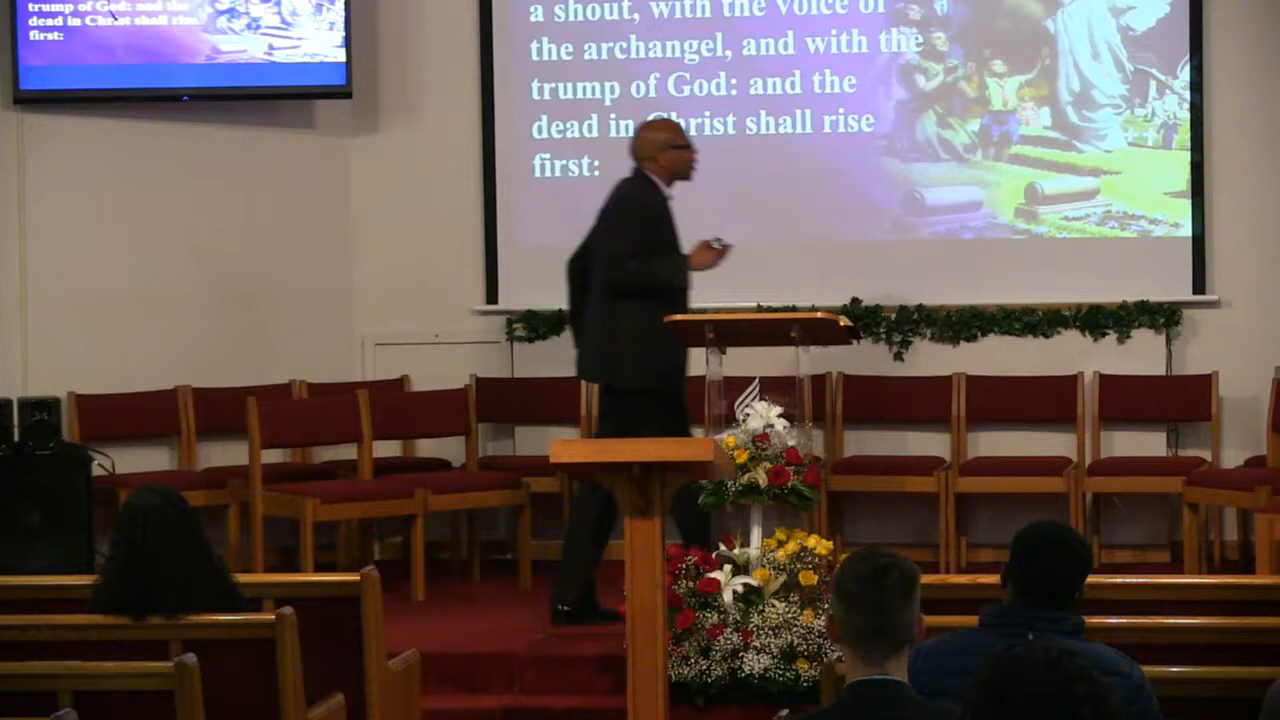 trump of God: and the
dead in Christ shall rise
first:
a shout, with the voice of
the archangel, and with the
trump of God: and the
dead in Christ shall rise
first: